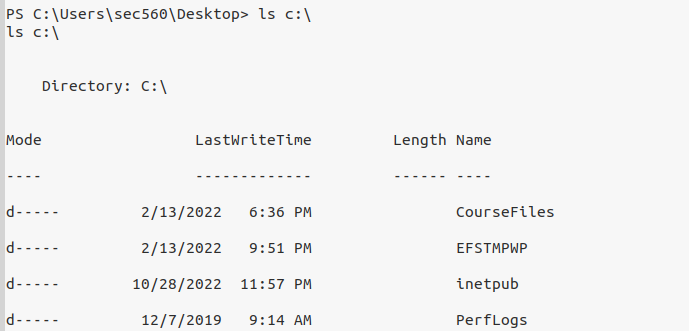 PS C:\Users\sec560\Desktop> ls c:\
ls c:\
Directory: C:\
Mode LastWriteTime Length Name
---- ------------- ------ ----
d----- 2/13/2022 6:36 PM CourseFiles
d----- 2/13/2022 9:51 PM EFSTMPWP
d----- 10/28/2022 11:57 PM inetpub
d----- 12/7/2019 9:14 AM PerfLogs